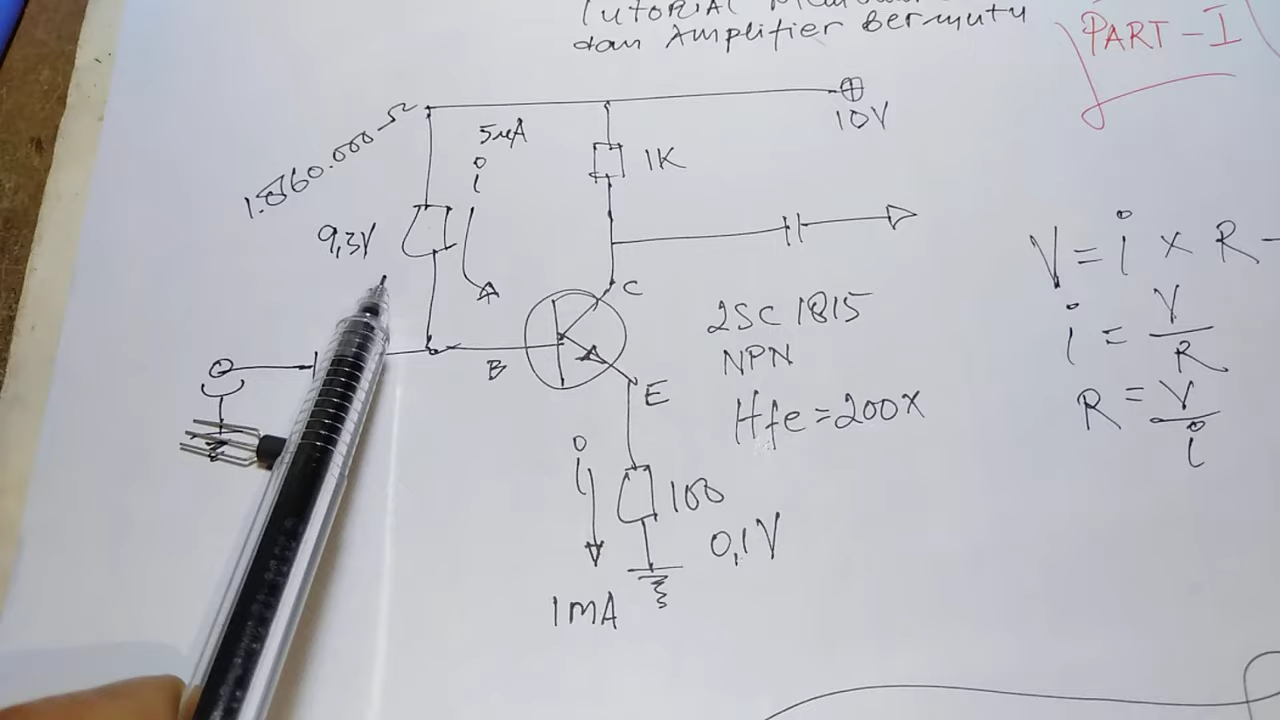 Tutorial
dan Amplifier Bermutu
PART - I
10V
1.860.000 Ω
5uA
i
1K
9,3V
C
B
E
2SC 1815
NPN
Hfe = 200X
i
100
0,1V
1MA
V = i x R
i = V / R
R = V / i